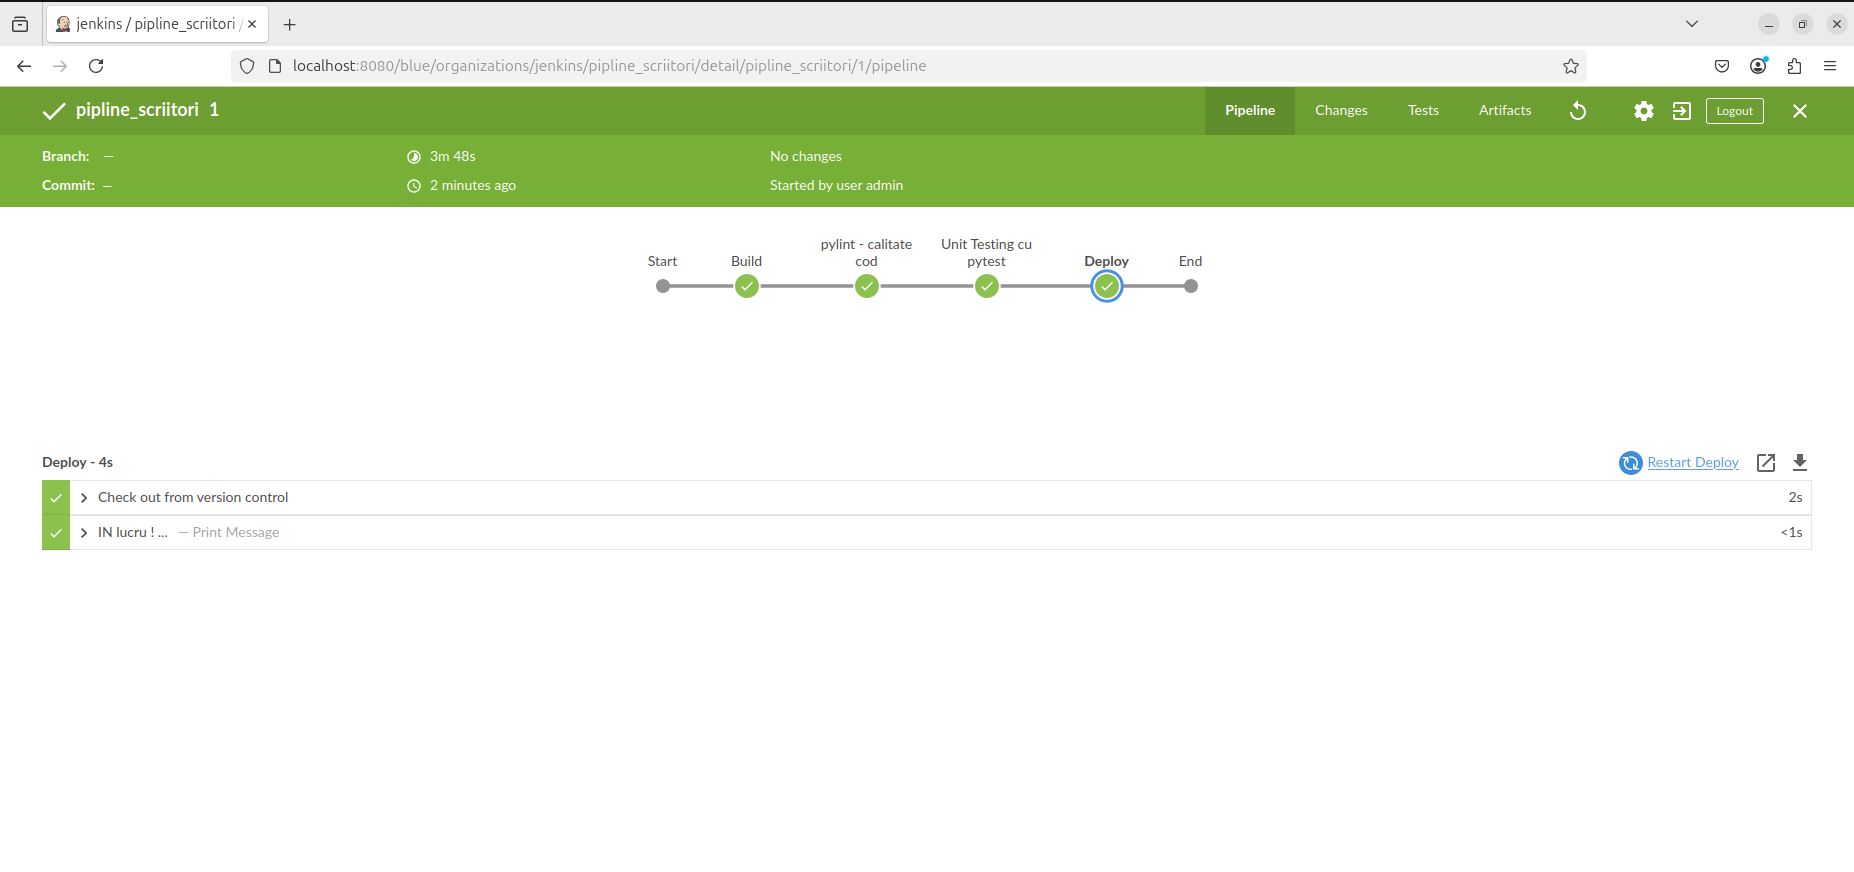 jenkins / pipline_scriitori /
localhost:8080/blue/organizations/jenkins/pipline_scriitori/detail/pipline_scriitori/1/pipeline
pipline_scriitori 1
Pipeline Changes Tests Artifacts Logout
Branch: — 3m 48s No changes
Commit: — 2 minutes ago Started by user admin
Start
Build
pylint - calitate
cod
Unit Testing cu
pytest
Deploy
End
Deploy - 4s Restart Deploy
Check out from version control 2s
IN lucru ! ... — Print Message <1s